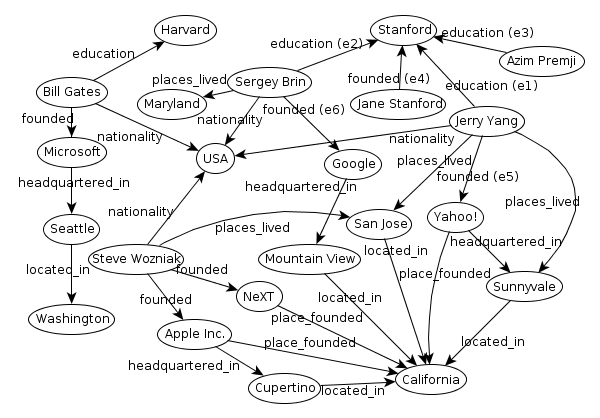 Harvard
Stanford
education (e3)
education (e2)
education
Azim Premji
places_lived
Sergey Brin
founded (e4)
education (e1)
Bill Gates
Maryland
Jane Stanford
founded
nationality
founded (e6)
Jerry Yang
nationality
nationality
Microsoft
USA
Google
places_lived
founded (e5)
headquartered_in
headquartered_in
places_lived
nationality
Seattle
places_lived
San Jose
Yahoo!
headquartered_in
located_in
Steve Wozniak
founded
Mountain View
located_in
place_founded
Sunnyvale
founded
NeXT
located_in
Washington
place_founded
Apple Inc.
place_founded
located_in
headquartered_in
Cupertino
located_in
California